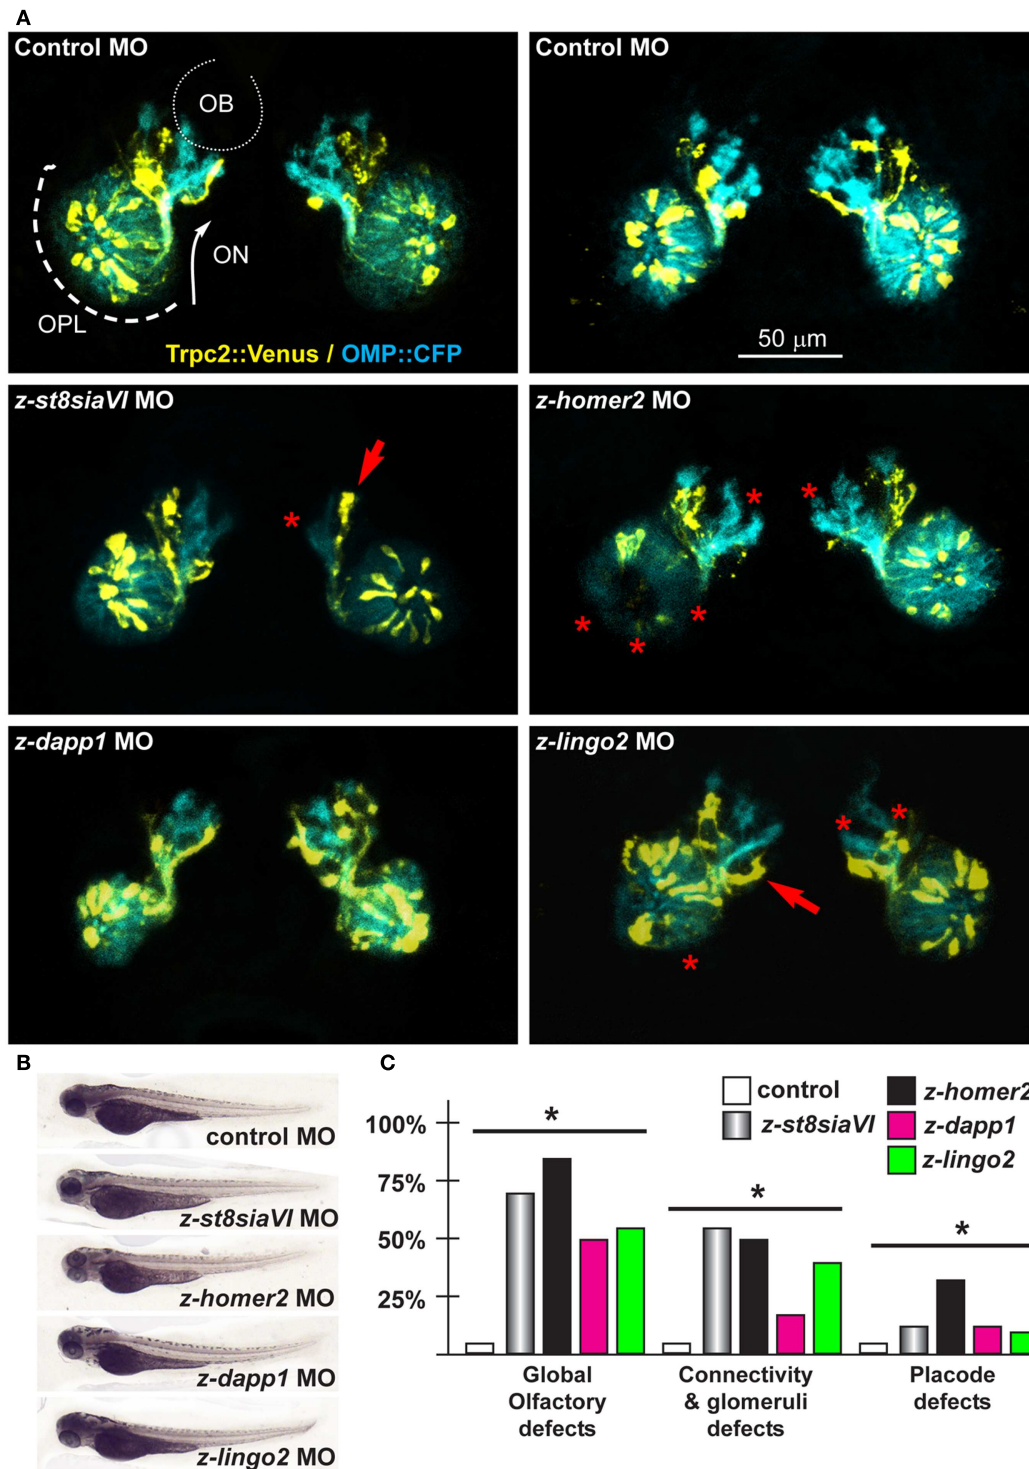 A
Control MO
Control MO
OB
ON
OPL
Trpc2::Venus / OMP::CFP
50 μm
z-st8siaVI MO
z-homer2 MO
*
*
*
*
*
*
z-dapp1 MO
z-lingo2 MO
*
*
*
B
control MO
z-st8siaVI MO
z-homer2 MO
z-dapp1 MO
z-lingo2 MO
C
control
z-st8siaVI
z-homer2
z-dapp1
z-lingo2
100%
75%
50%
25%
*
*
*
Global
Olfactory
defects
Connectivity
& glomeruli
defects
Placode
defects